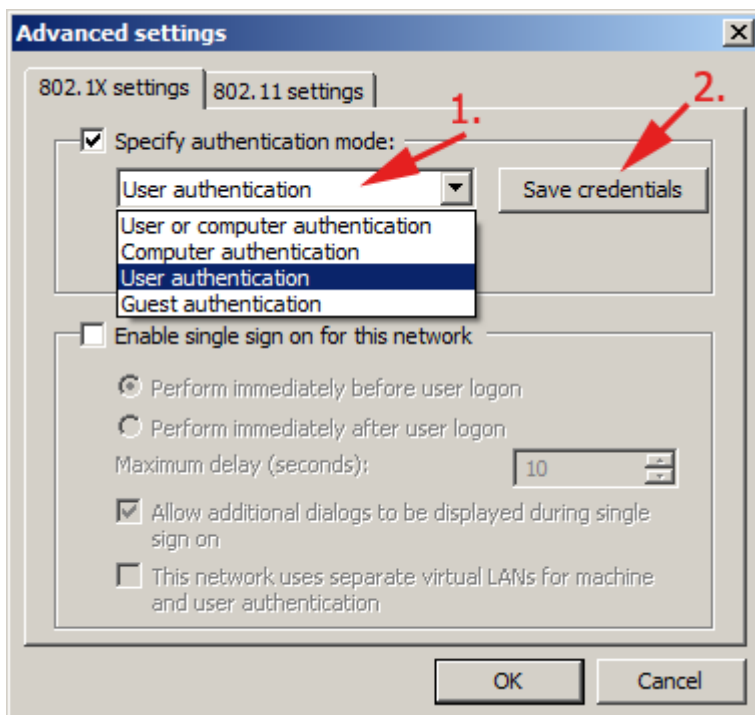 Advanced settings
802.1X settings
802.11 settings
1.
2.
Specify authentication mode:
User authentication
Save credentials
User or computer authentication
Computer authentication
User authentication
Guest authentication
Enable single sign on for this network
Perform immediately before user logon
Perform immediately after user logon
Maximum delay (seconds):
10
Allow additional dialogs to be displayed during single
sign on
This network uses separate virtual LANs for machine
and user authentication
OK
Cancel